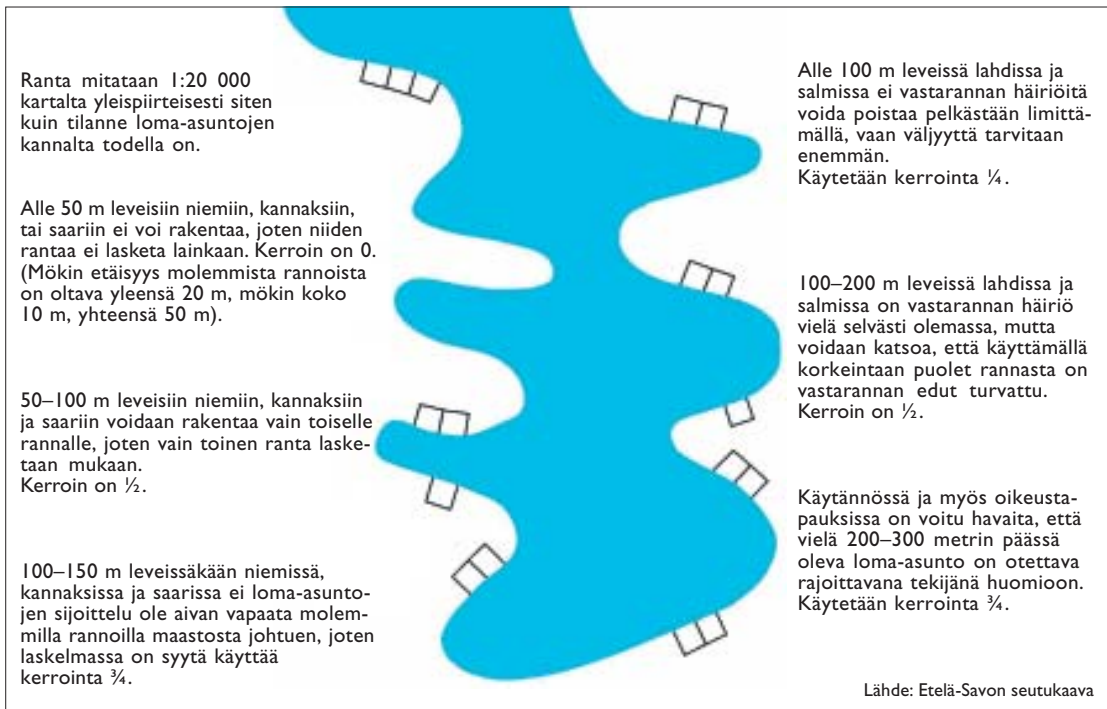 Ranta mitataan 1:20 000
kartalta yleispiirteisesti siten
kuin tilanne loma-asuntojen
kannalta todella on.
Alle 50 m leveisiin niemiin, kannaksiin,
tai saariin ei voi rakentaa, joten niiden
rantaa ei lasketa lainkaan. Kerroin on 0.
(Mökin etäisyys molemmista rannoista
on oltava yleensä 20 m, mökin koko
10 m, yhteensä 50 m).
50–100 m leveisiin niemiin, kannaksiin
ja saariin voidaan rakentaa vain toiselle
rannalle, joten vain toinen ranta laske-
taan mukaan.
Kerroin on ½.
100–150 m leveissäkään niemissä,
kannaksissa ja saarissa ei loma-asunto-
jen sijoittelu ole aivan vapaata molem-
milla rannoilla maastosta johtuen, joten
laskelmassa on syytä käyttää
kerrointa ¾.
Alle 100 m leveissä lahdissa ja
salmissa ei vastarannan häiriöitä
voida poistaa pelkästään limittä-
mällä, vaan väljyyttä tarvitaan
enemmän.
Käytetään kerrointa ¼.
100–200 m leveissä lahdissa ja
salmissa on vastarannan häiriö
vielä selvästi olemassa, mutta
voidaan katsoa, että käyttämällä
korkeintaan puolet rannasta on
vastarannan edut turvattu.
Kerroin on ½.
Käytännössä ja myös oikeusta-
pauksissa on voitu havaita, että
vielä 200–300 metrin päässä
oleva loma-asunto on otettava
rajoittavana tekijänä huomioon.
Käytetään kerrointa ¾.
Lähde: Etelä-Savon seutukaava